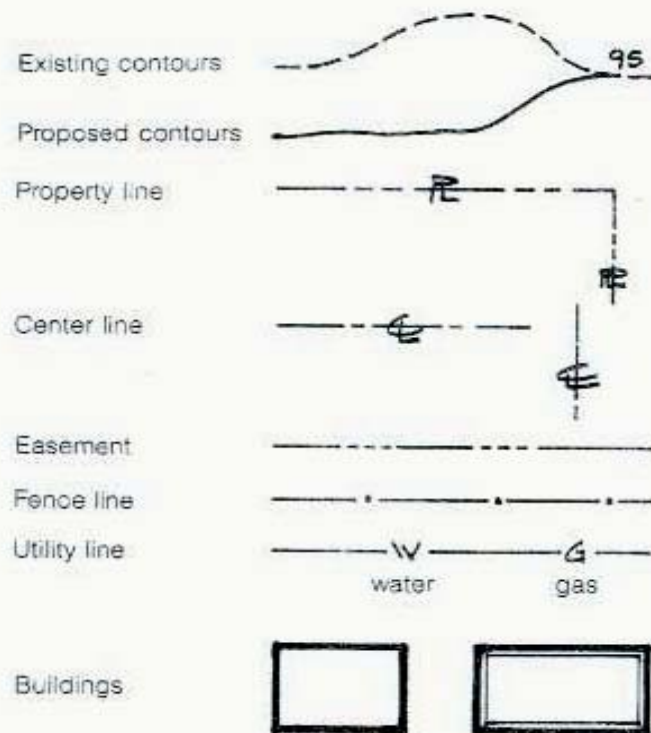 Existing contours
95
Proposed contours
Property line
PL
PL
Center line
CL
CL
Easement
Fence line
Utility line
W
G
water
gas
Buildings